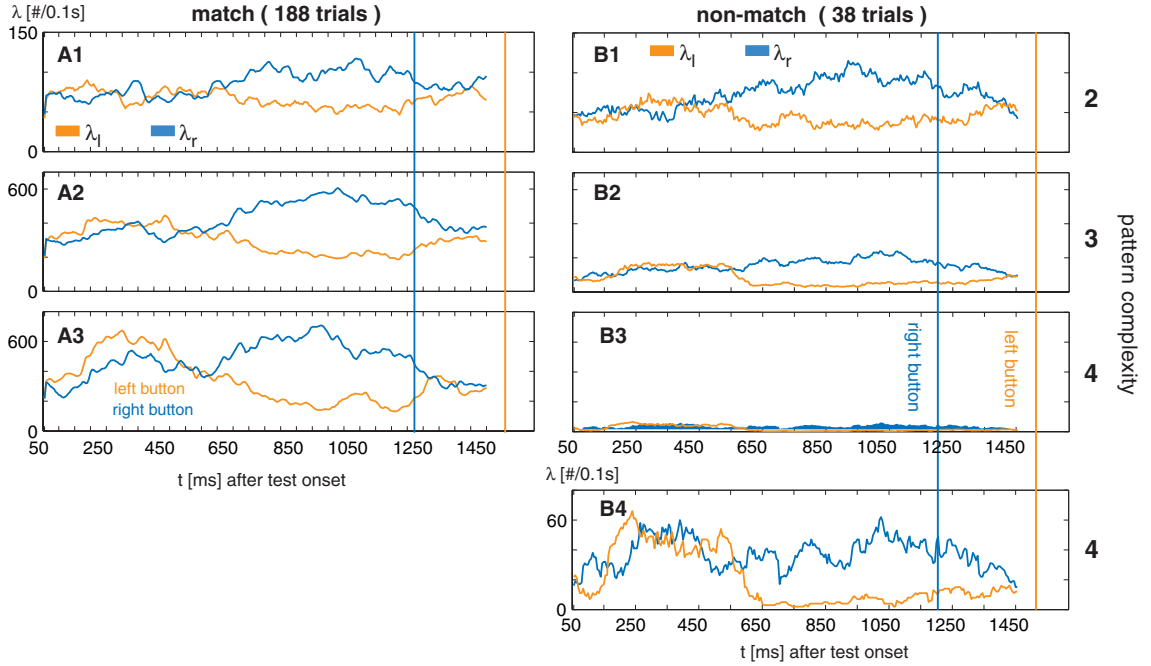 λ [#/0.1s]
match ( 188 trials )
non-match ( 38 trials )
150
A1
λl
λr
0
B1
λl
λr
2
600
A2
0
B2
3
600
A3
left button
right button
0
50 250 450 650 850 1050 1250 1450
t [ms] after test onset
B3
right button
left button
4
50 250 450 650 850 1050 1250 1450
pattern complexity
λ [#/0.1s]
60
B4
0
4
50 250 450 650 850 1050 1250 1450
t [ms] after test onset